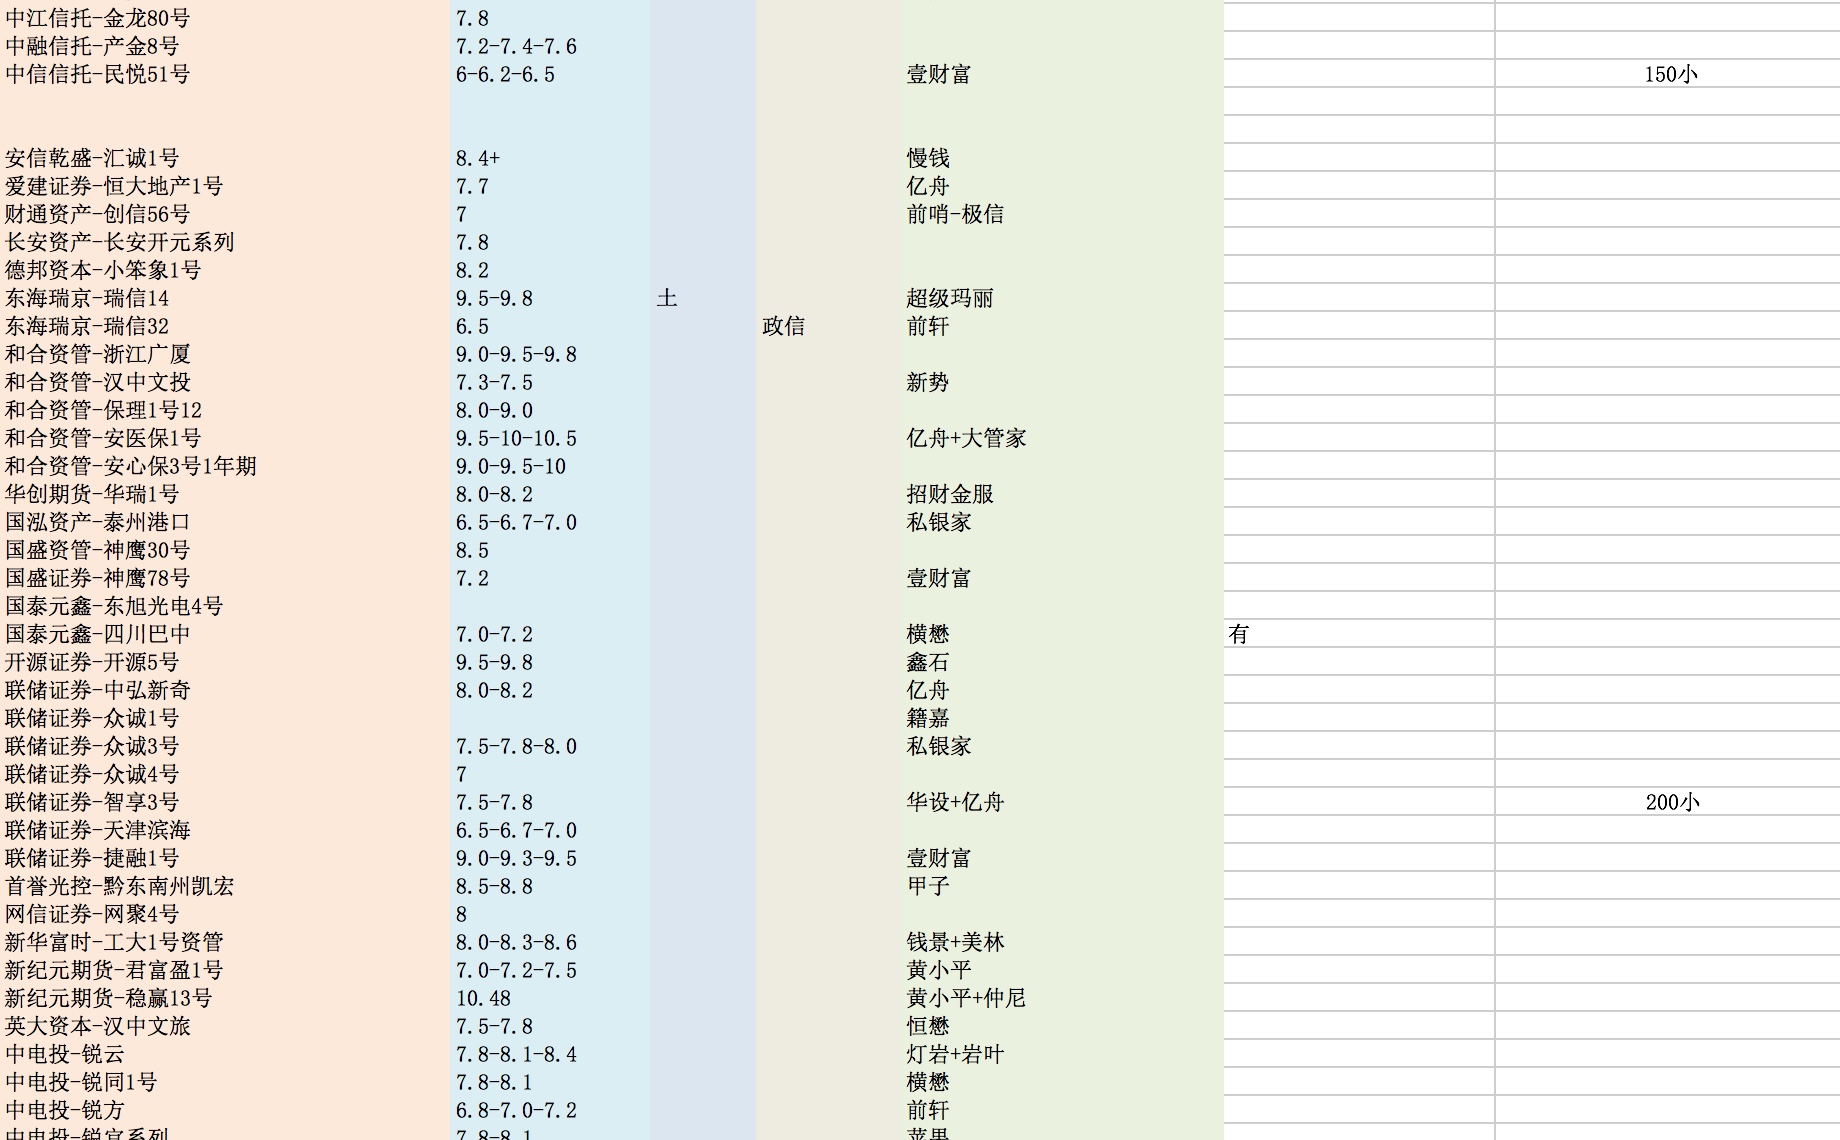 中江信托-金龙80号 7.8
中融信托-产金8号 7.2-7.4-7.6
中信信托-民悦51号 6-6.2-6.5 壹财富 150小
安信乾盛-汇诚1号 8.4+ 慢钱
爱建证券-恒大地产1号 7.7 亿舟
财通资产-创信56号 7 前哨-极信
长安资产-长安开元系列 7.8
德邦资本-小笨象1号 8.2
东海瑞京-瑞信14 9.5-9.8 土 超级玛丽
东海瑞京-瑞信32 6.5 政信 前轩
和合资管-浙江广厦 9.0-9.5-9.8
和合资管-汉中文投 7.3-7.5 新势
和合资管-保理1号12 8.0-9.0
和合资管-安医保1号 9.5-10-10.5 亿舟+大管家
和合资管-安心保3号1年期 9.0-9.5-10
华创期货-华瑞1号 8.0-8.2 招财金服
国泓资产-泰州港口 6.5-6.7-7.0 私银家
国盛资管-神鹰30号 8.5
国盛证券-神鹰78号 7.2 壹财富
国泰元鑫-东旭光电4号
国泰元鑫-四川巴中 7.0-7.2 横懋 有
开源证券-开源5号 9.5-9.8 鑫石
联储证券-中弘新奇 8.0-8.2 亿舟
联储证券-众诚1号 籍嘉
联储证券-众诚3号 7.5-7.8-8.0 私银家
联储证券-众诚4号 7
联储证券-智享3号 7.5-7.8 华设+亿舟 200小
联储证券-天津滨海 6.5-6.7-7.0
联储证券-捷融1号 9.0-9.3-9.5 壹财富
首誉光控-黔东南州凯宏 8.5-8.8 甲子
网信证券-网聚4号 8
新华富时-工大1号资管 8.0-8.3-8.6 钱景+美林
新纪元期货-君富盈1号 7.0-7.2-7.5 黄小平
新纪元期货-稳赢13号 10.48 黄小平+仲尼
英大资本-汉中文旅 7.5-7.8 恒懋
中电投-锐云 7.8-8.1-8.4 灯岩+岩叶
中电投-锐同1号 7.8-8.1 横懋
中电投-锐方 6.8-7.0-7.2 前轩
中电投-锐宫系列 7.8-8.1 苹果